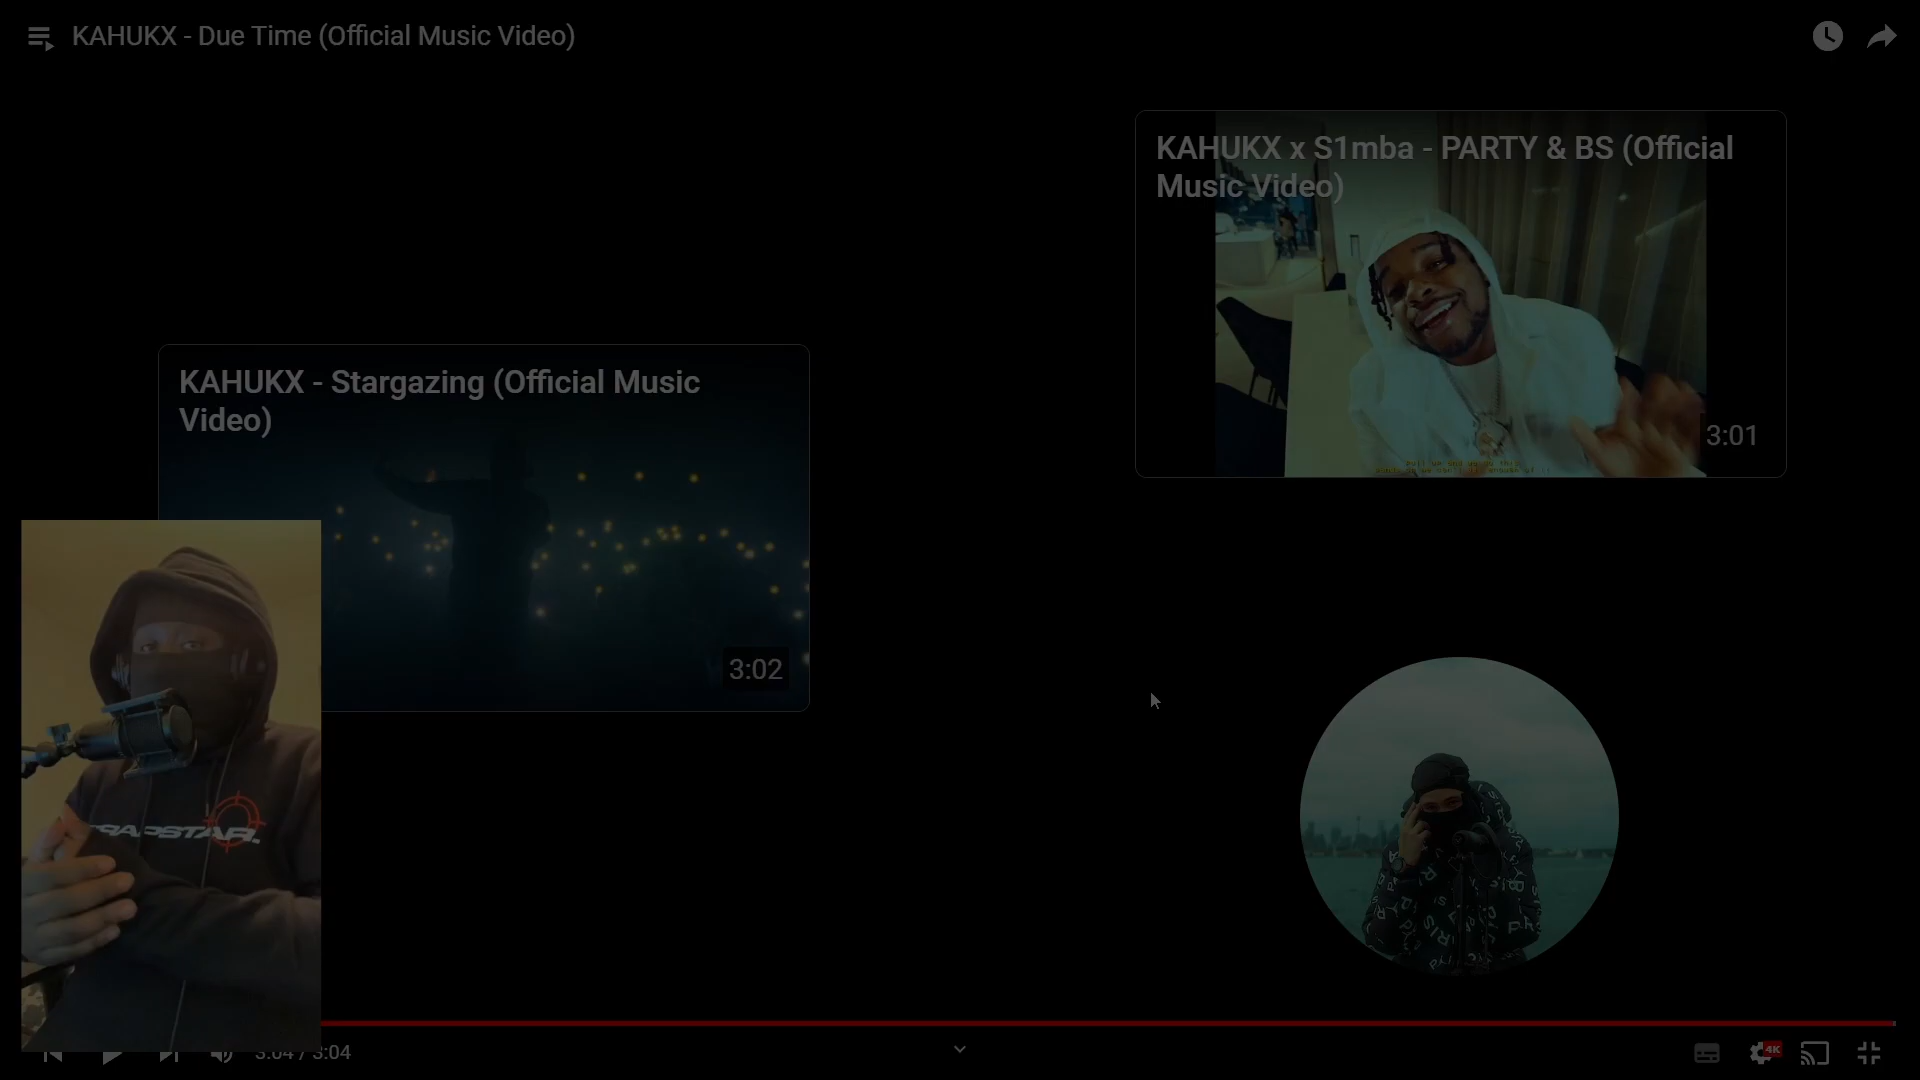 KAHUKX - Due Time (Official Music Video)
KAHUKX x S1mba - PARTY & BS (Official
Music Video)
3:01
KAHUKX - Stargazing (Official Music
Video)
3:02
TRAPSTAR.
3:04 / 3:04
4K